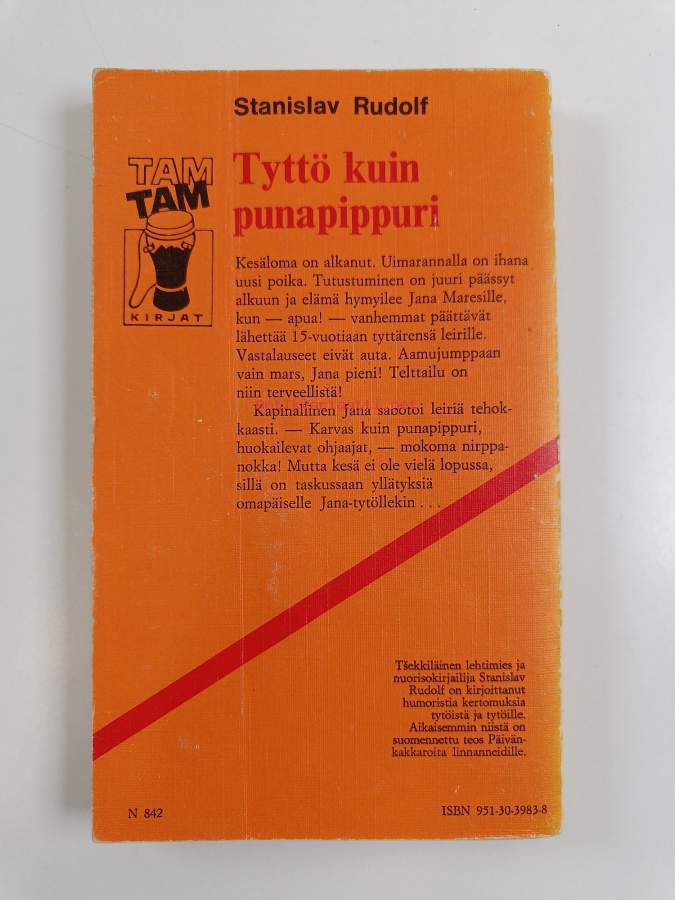 Stanislav Rudolf
TAM
TAM
KIRJAT
Tyttö kuin
punapippuri
Kesäloma on alkanut. Uimarannalla on ihana
uusi poika. Tutustuminen on juuri päässyt
alkuun ja elämä hymyilee Jana Maresille,
kun — apua! — vanhemmat päättävät
lähettää 15-vuotiaan tyttärensä leirille.
Vastalauseet eivät auta. Aamujumppaan
vain mars, Jana pieni! Telttailu on
niin terveellistä!
Kapinallinen Jana sabotoi leiriä tehok-
kaasti. — Karvas kuin punapippuri,
huokailevat ohjaajat, — mokoma nirppa-
nokka! Mutta kesä ei ole vielä lopussa,
sillä on taskussaan yllätyksiä
omapäiselle Jana-tytöllekin . . .
Tšekkiläinen lehtimies ja
nuorisokirjailija Stanislav
Rudolf on kirjoittanut
humoristia kertomuksia
tytöistä ja tytöille.
Aikaisemmin niistä on
suomennettu teos Päivän-
kakkaroita linnanneidille.
N 842
ISBN 951-30-3983-8